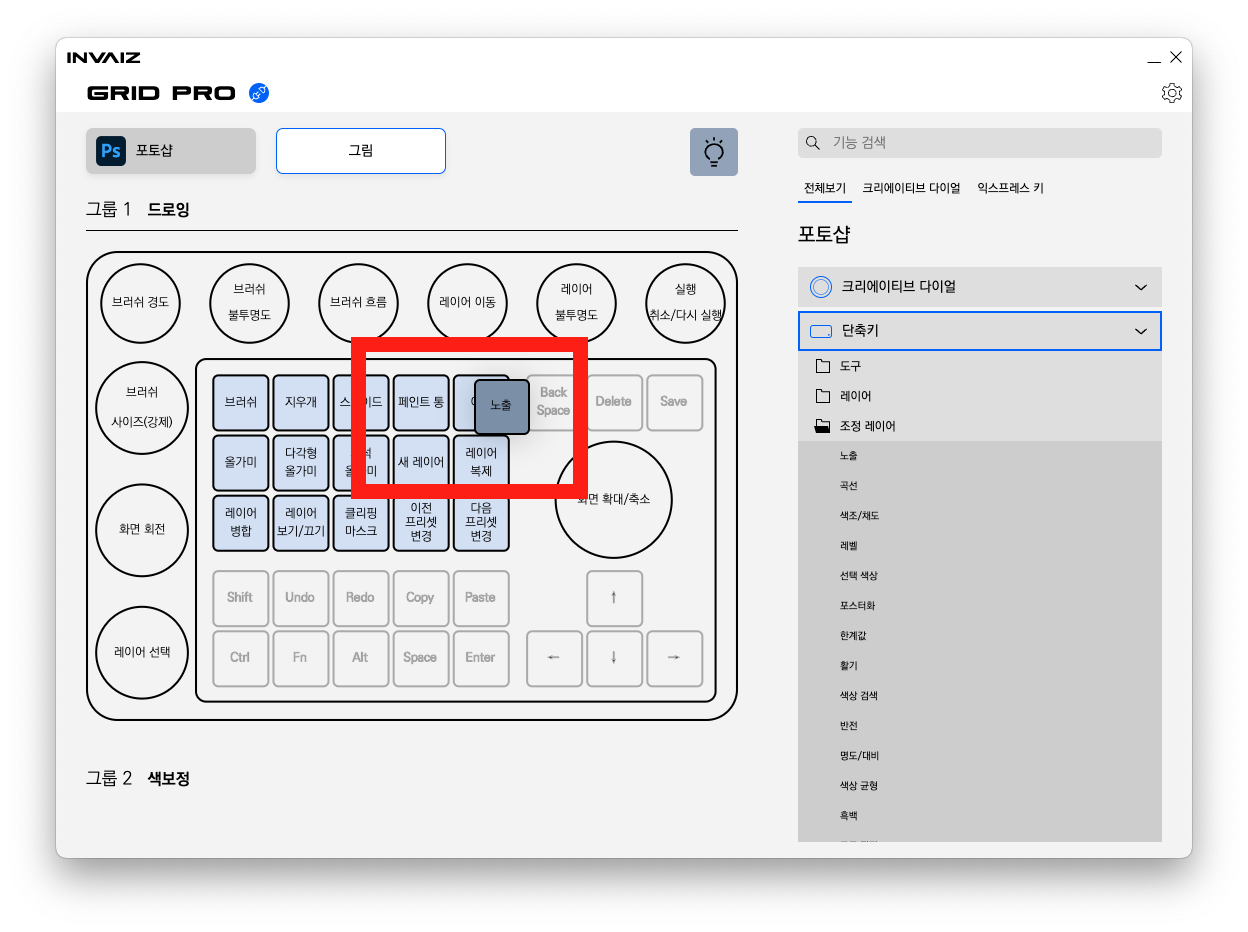 INVAIZ
GRID PRO
Ps 포토샵
그림
기능 검색
전체보기 크리에이티브 다이얼 익스프레스 키
그룹 1 드로잉
포토샵
크리에이티브 다이얼
단축키
도구
레이어
조정 레이어
노출
곡선
색조/채도
레벨
선택 색상
포스터화
한계값
활기
색상 검색
반전
명도/대비
색상 균형
흑백
브러쉬 경도
브러쉬
불투명도
브러쉬 흐름
레이어 이동
레이어
불투명도
실행
취소/다시 실행
브러쉬
사이즈(강제)
화면 회전
레이어 선택
브러쉬
지우개
페인트 통
노출
Back
Space
Delete
Save
올가미
다각형
올가미
새 레이어
레이어
복제
화면 확대/축소
레이어
병합
레이어
보기/끄기
클리핑
마스크
이전
프리셋
변경
다음
프리셋
변경
Shift
Undo
Redo
Copy
Paste
↑
Ctrl
Fn
Alt
Space
Enter
←
↓
→
그룹 2 색보정